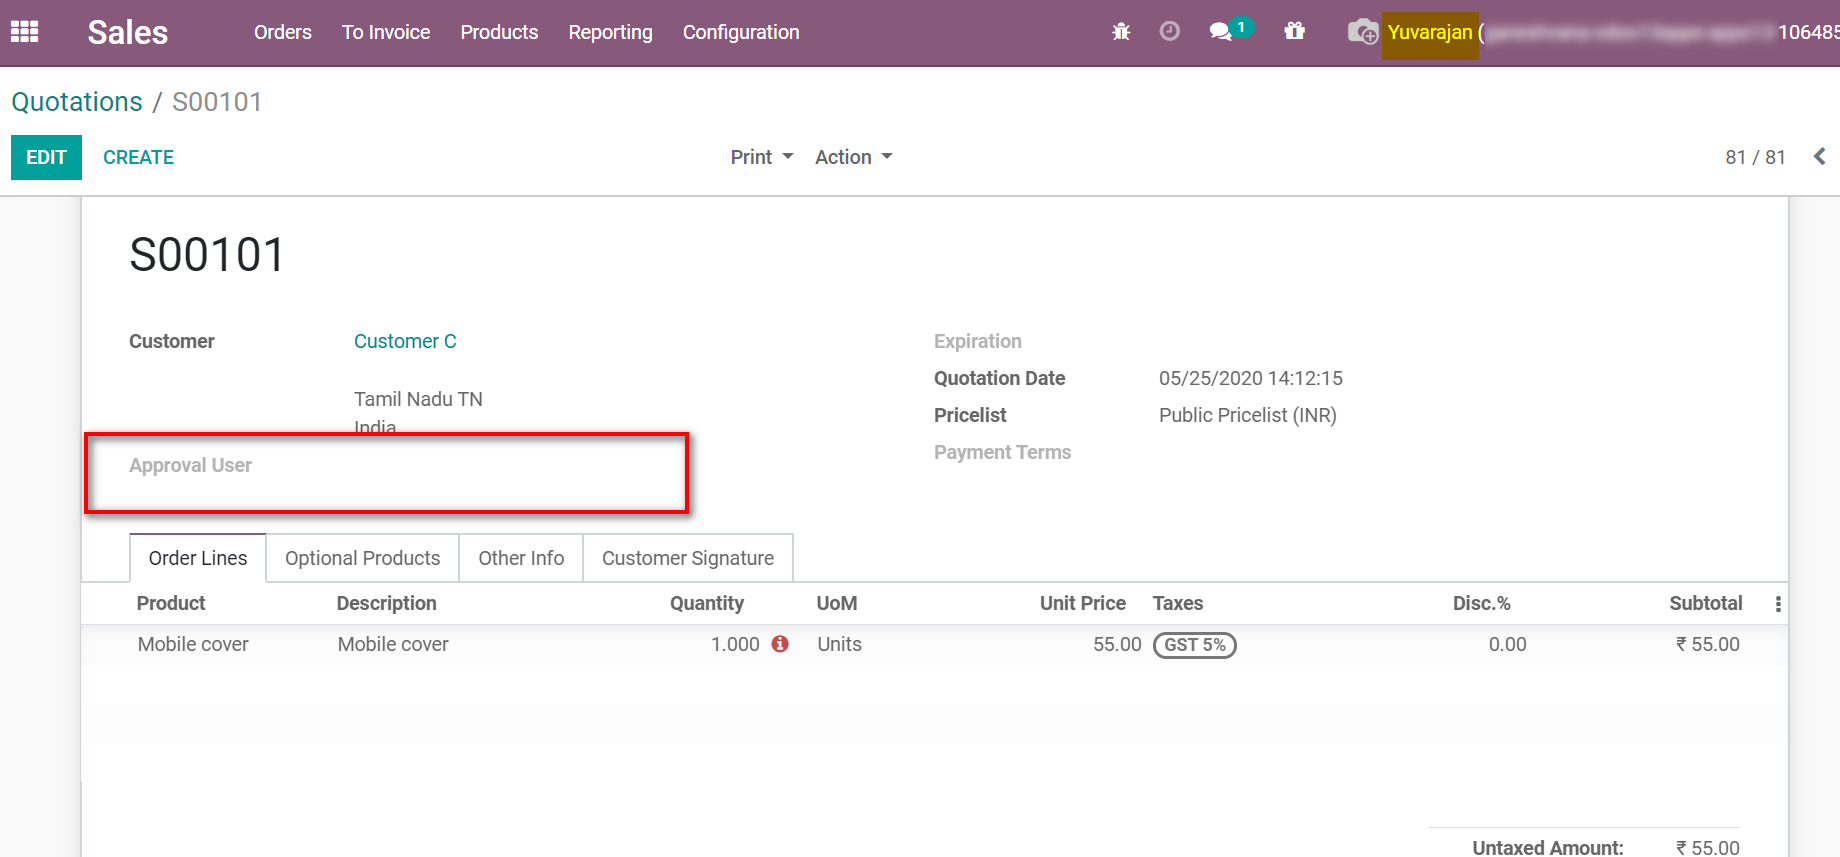 Sales Orders To Invoice Products Reporting Configuration 1 Yuvarajan ( 106485
Quotations / S00101
EDIT CREATE Print Action 81 / 81
S00101
Customer Customer C Expiration
Quotation Date 05/25/2020 14:12:15
Tamil Nadu TN
Pricelist Public Pricelist (INR)
India
Approval User Payment Terms
Order Lines Optional Products Other Info Customer Signature
Product Description Quantity UoM Unit Price Taxes Disc.% Subtotal
Mobile cover Mobile cover 1.000 Units 55.00 GST 5% 0.00 ₹ 55.00
Untaxed Amount: ₹ 55.00